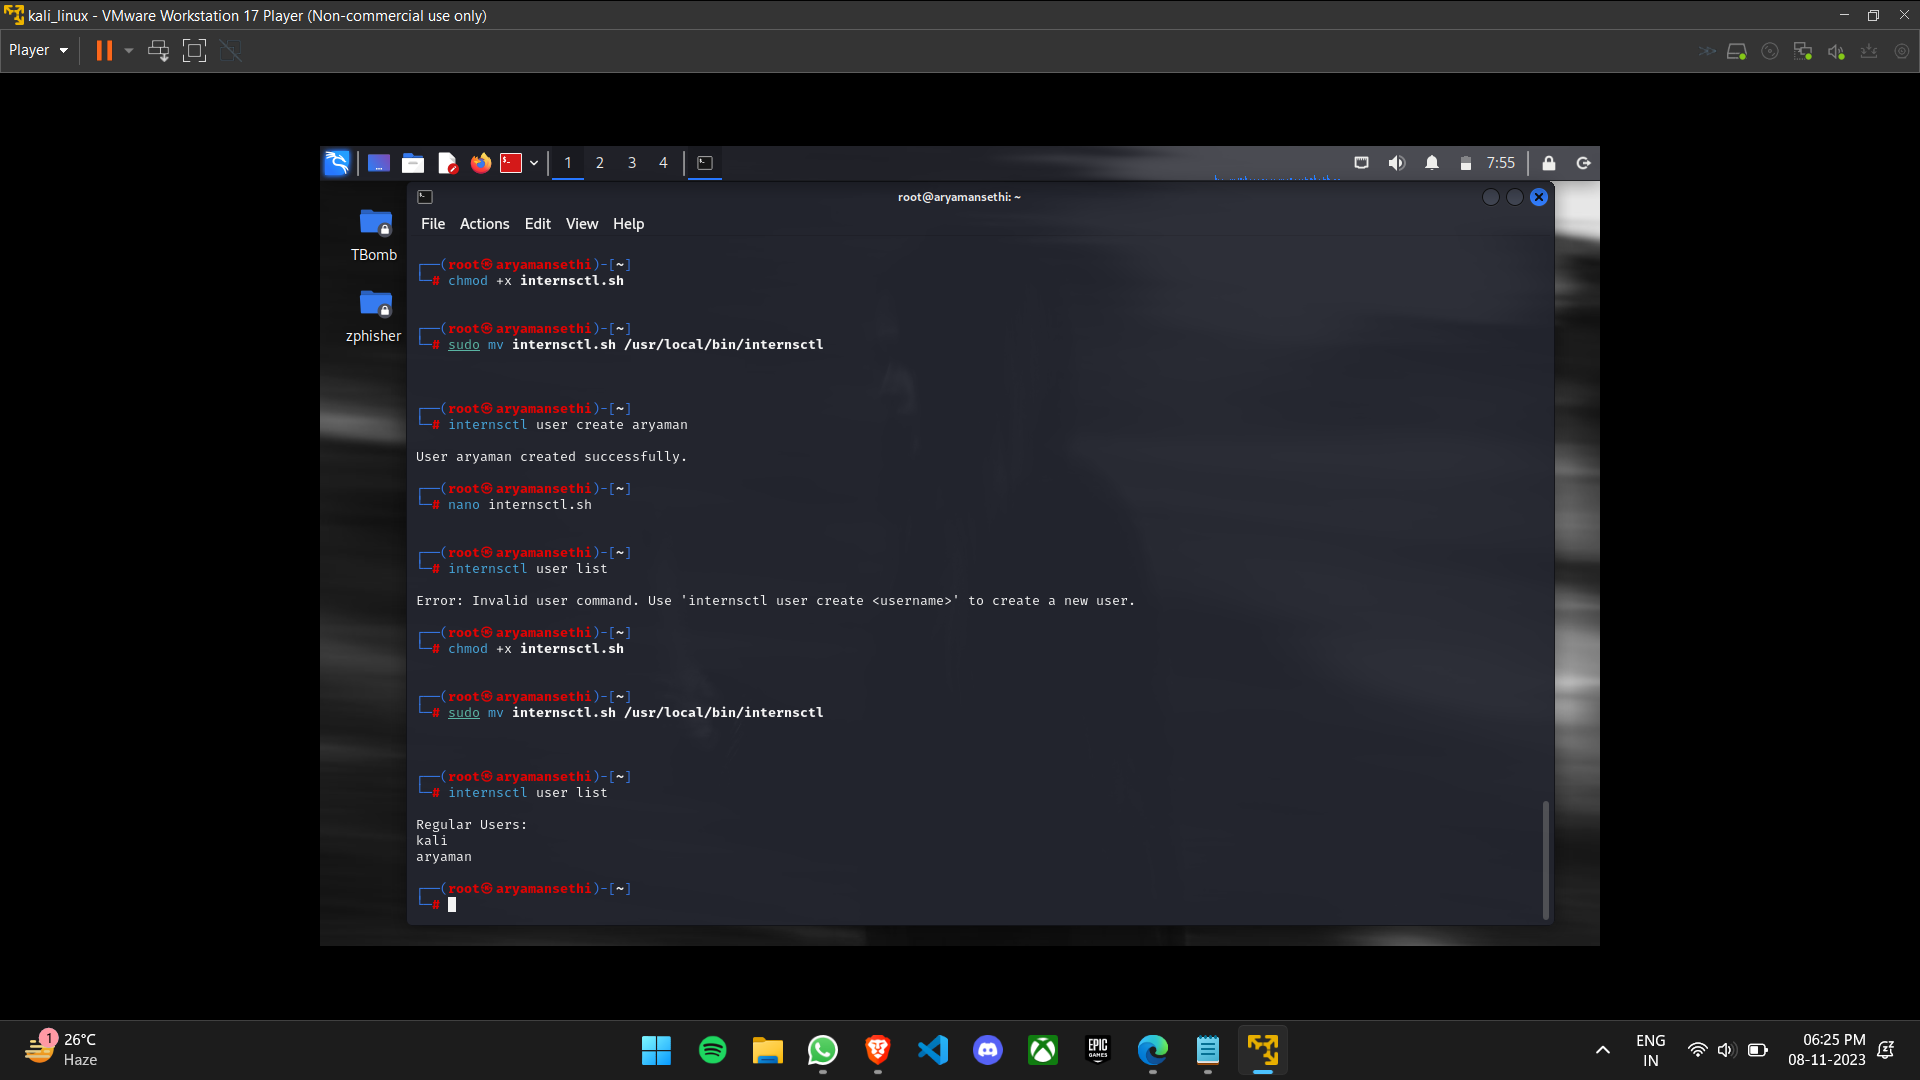 kali_linux - VMware Workstation 17 Player (Non-commercial use only)
Player
1 2 3 4
7:55
root@aryamansethi: ~
File Actions Edit View Help
TBomb
zphisher
┌──(root㉿aryamansethi)-[~]
└─# chmod +x internsctl.sh
┌──(root㉿aryamansethi)-[~]
└─# sudo mv internsctl.sh /usr/local/bin/internsctl
┌──(root㉿aryamansethi)-[~]
└─# internsctl user create aryaman
User aryaman created successfully.
┌──(root㉿aryamansethi)-[~]
└─# nano internsctl.sh
┌──(root㉿aryamansethi)-[~]
└─# internsctl user list
Error: Invalid user command. Use 'internsctl user create <username>' to create a new user.
┌──(root㉿aryamansethi)-[~]
└─# chmod +x internsctl.sh
┌──(root㉿aryamansethi)-[~]
└─# sudo mv internsctl.sh /usr/local/bin/internsctl
┌──(root㉿aryamansethi)-[~]
└─# internsctl user list
Regular Users:
kali
aryaman
┌──(root㉿aryamansethi)-[~]
└─#
1
26°C
Haze
EPIC
GAMES
ENG
IN
06:25 PM
08-11-2023